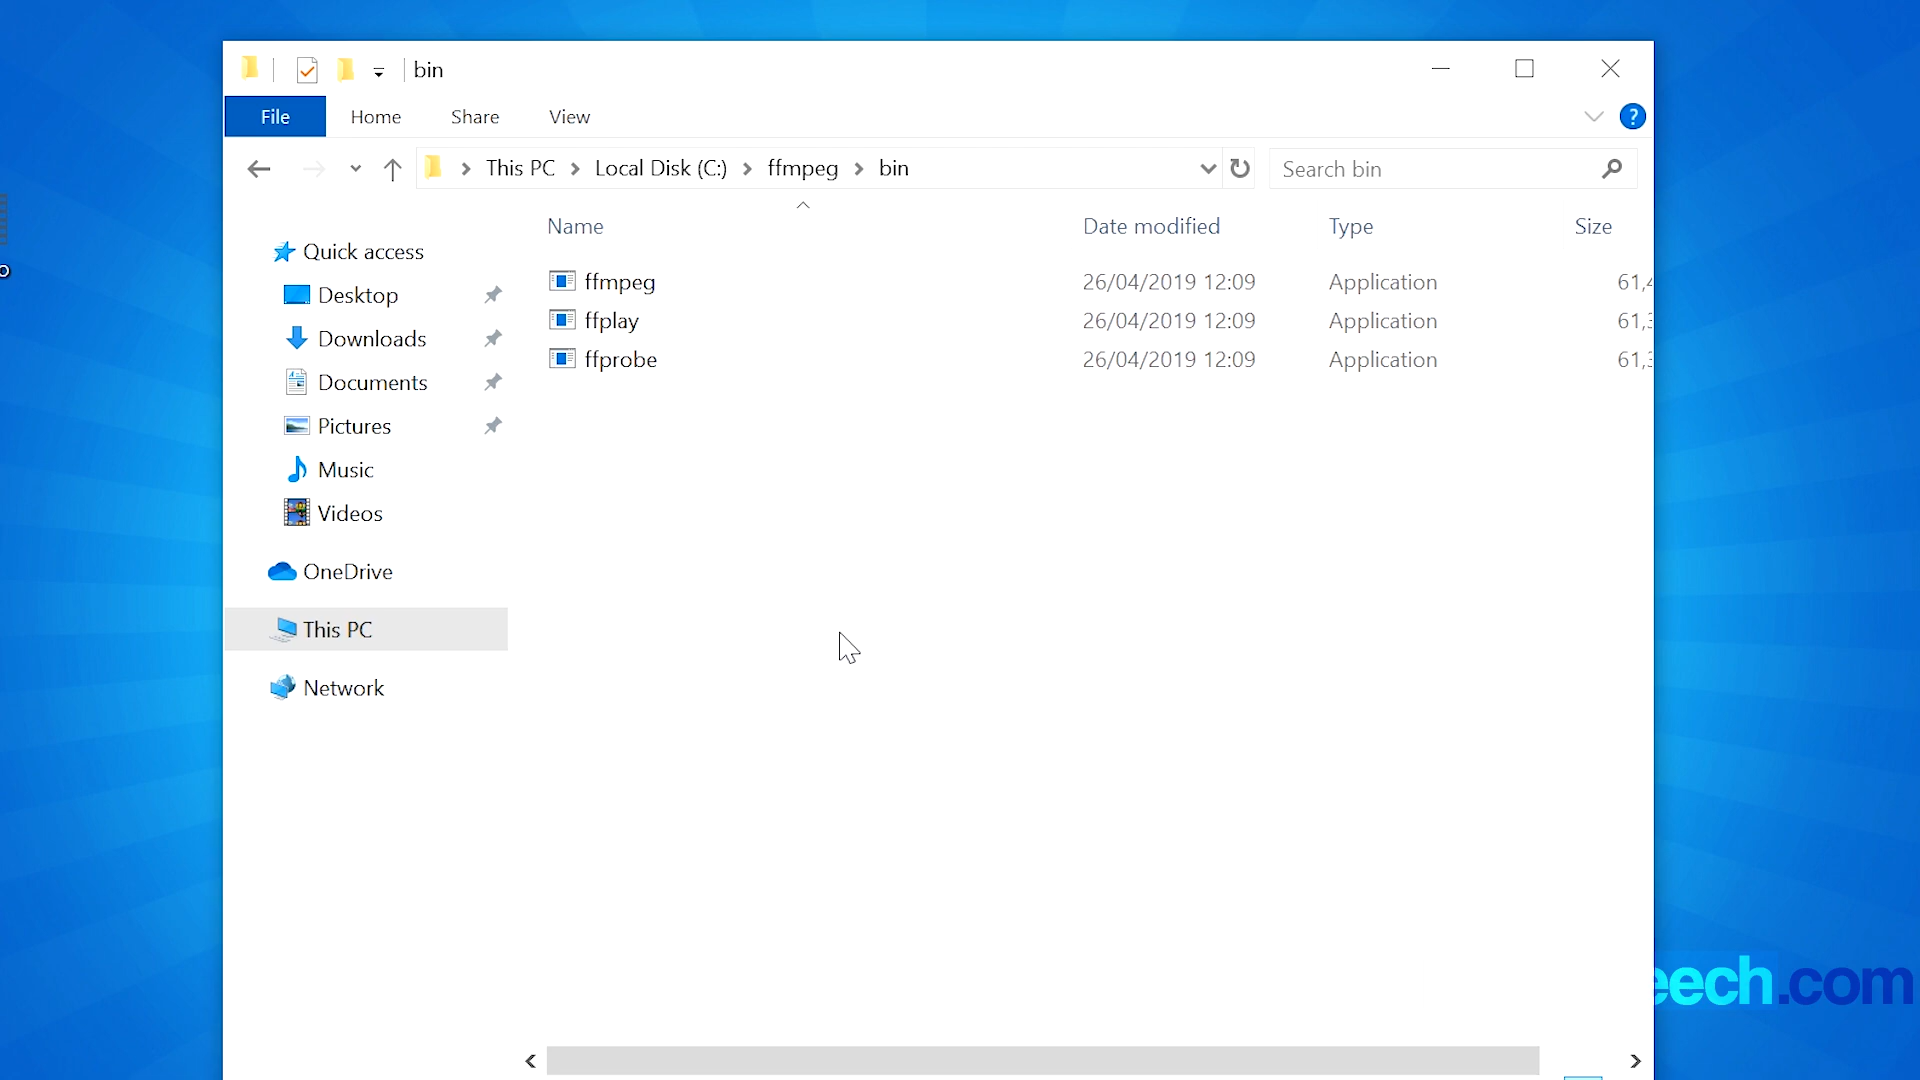 bin
File Home Share View
?
This PC Local Disk (C:) ffmpeg bin
Search bin
Name Date modified Type Size
Quick access
Desktop
Downloads
Documents
Pictures
Music
Videos
OneDrive
This PC
Network
ffmpeg 26/04/2019 12:09 Application 61,4
ffplay 26/04/2019 12:09 Application 61,3
ffprobe 26/04/2019 12:09 Application 61,3
o
eech.com